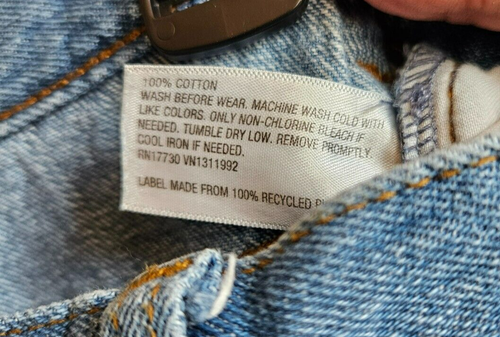 100% COTTON
WASH BEFORE WEAR. MACHINE WASH COLD WITH
LIKE COLORS. ONLY NON-CHLORINE BLEACH IF
NEEDED. TUMBLE DRY LOW. REMOVE PROMPTLY.
COOL IRON IF NEEDED.
RN17730 VN1311992
LABEL MADE FROM 100% RECYCLED